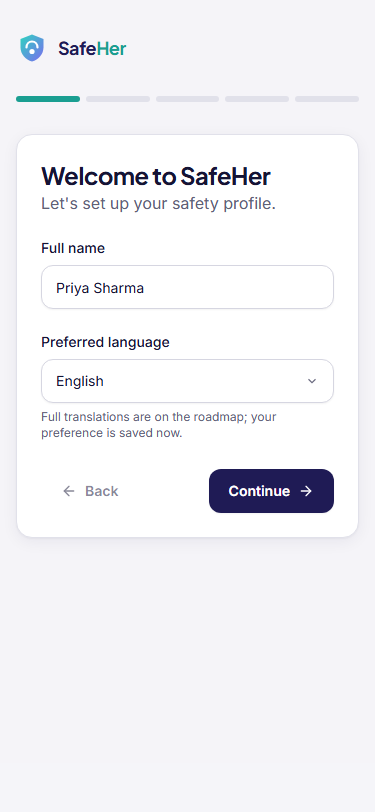 SafeHer
Welcome to SafeHer
Let's set up your safety profile.
Full name
Priya Sharma
Preferred language
English
Full translations are on the roadmap; your
preference is saved now.
Back
Continue